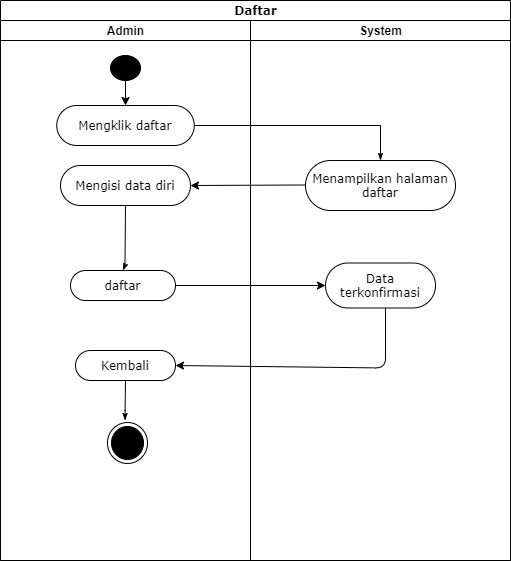 Daftar
Admin
System
Mengklik daftar
Menampilkan halaman
daftar
Mengisi data diri
daftar
Data
terkonfirmasi
Kembali